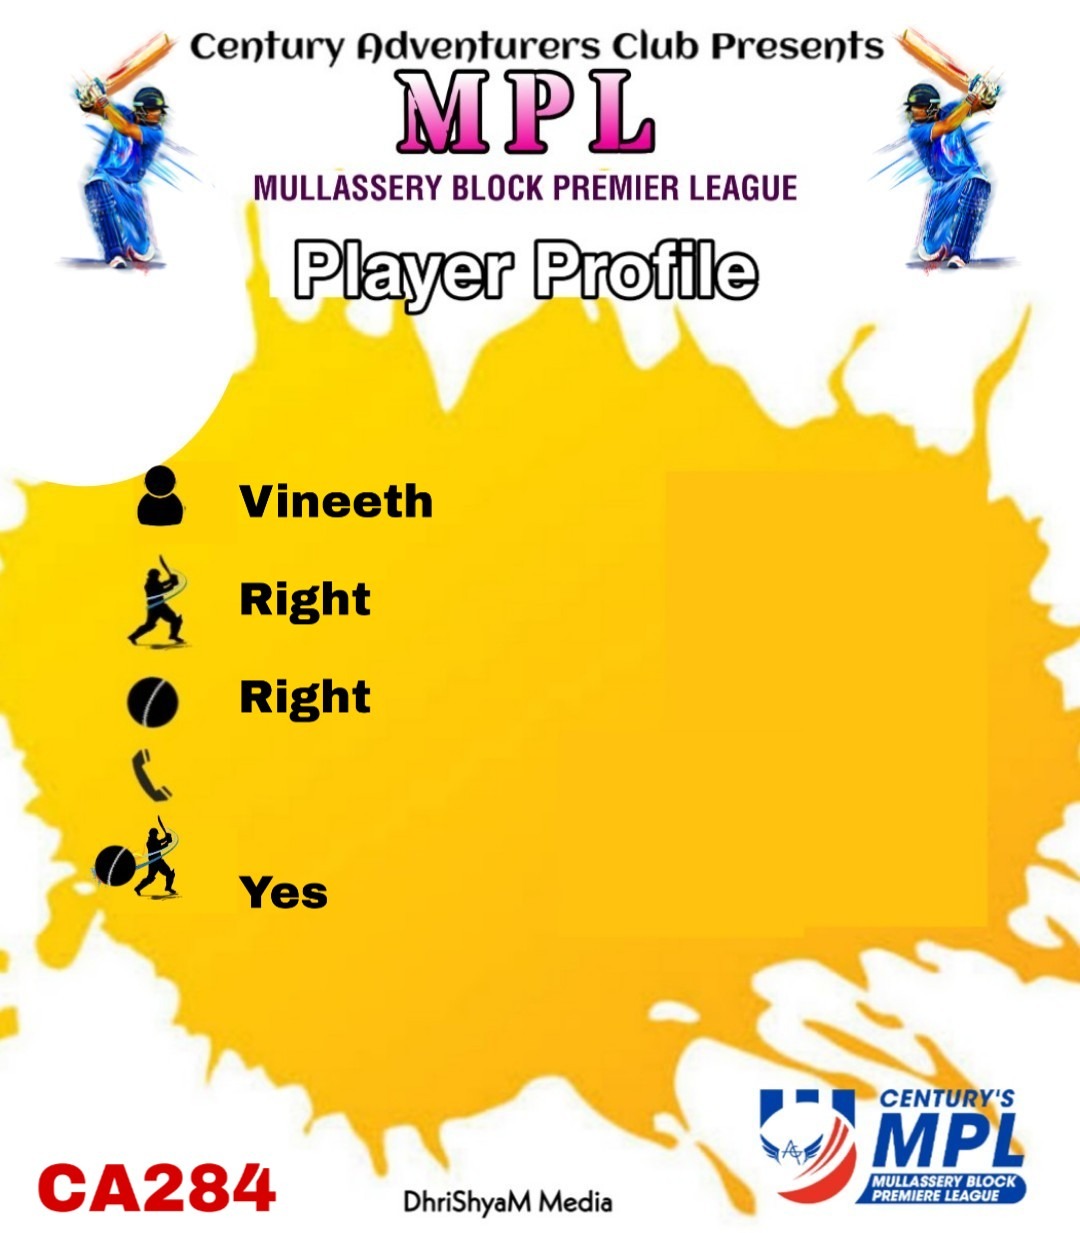 Century Adventurers Club Presents
MPL
MULLASSERY BLOCK PREMIER LEAGUE
Player Profile
Vineeth
Right
Right
Yes
CA284
DhriShyaM Media
CENTURY'S
MPL
MULLASSERY BLOCK
PREMIERE LEAGUE